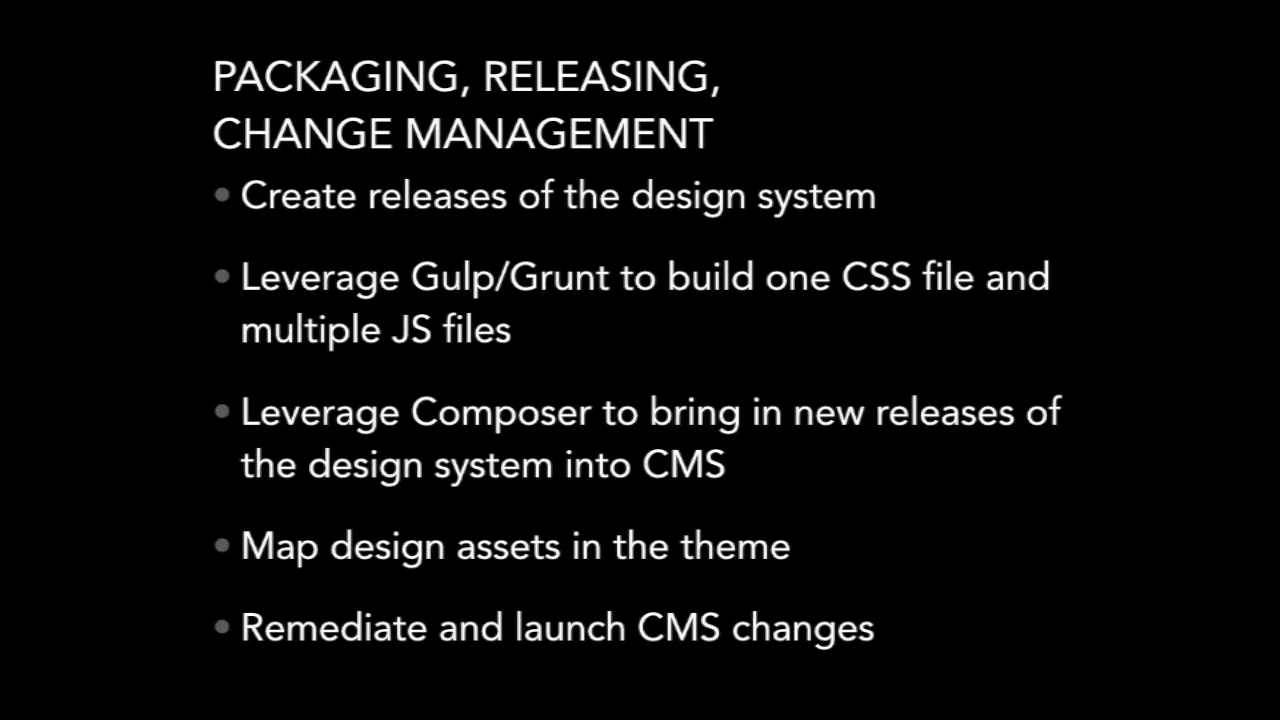 PACKAGING, RELEASING,
CHANGE MANAGEMENT
• Create releases of the design system
• Leverage Gulp/Grunt to build one CSS file and
multiple JS files
• Leverage Composer to bring in new releases of
the design system into CMS
• Map design assets in the theme
• Remediate and launch CMS changes